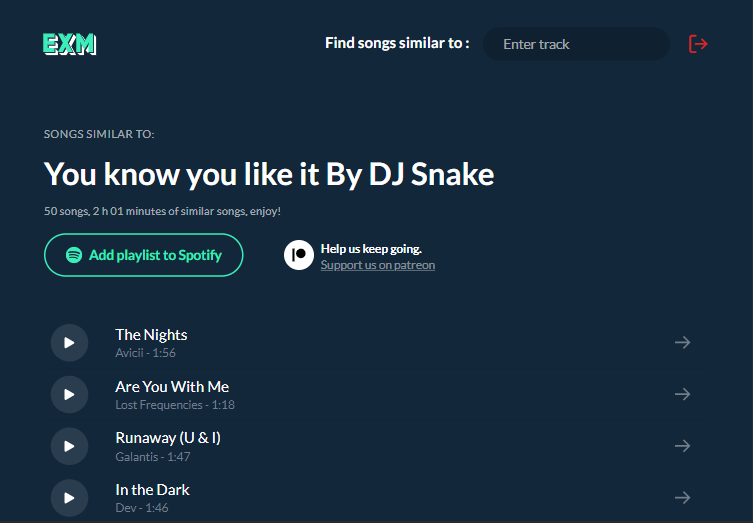 EXM
Find songs similar to :
Enter track
SONGS SIMILAR TO:
You know you like it By DJ Snake
50 songs, 2 h 01 minutes of similar songs, enjoy!
Add playlist to Spotify
Help us keep going.
Support us on patreon
The Nights
Avicii - 1:56
Are You With Me
Lost Frequencies - 1:18
Runaway (U & I)
Galantis - 1:47
In the Dark
Dev - 1:46